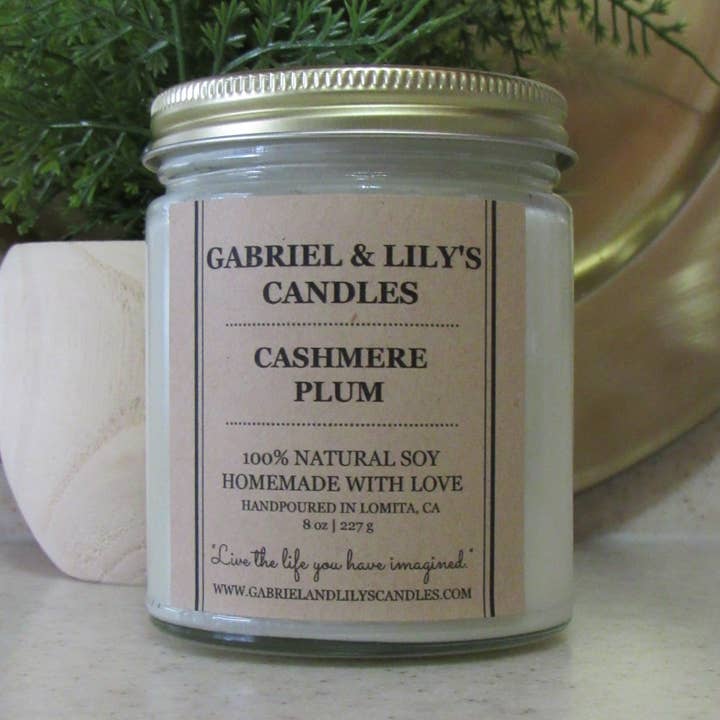 GABRIEL & LILY'S
CANDLES
CASHMERE
PLUM
100% NATURAL SOY
HOMEMADE WITH LOVE
HANDPOURED IN LOMITA, CA
8 oz | 227 g
"Live the life you have imagined."
WWW.GABRIELANDLILYSCANDLES.COM